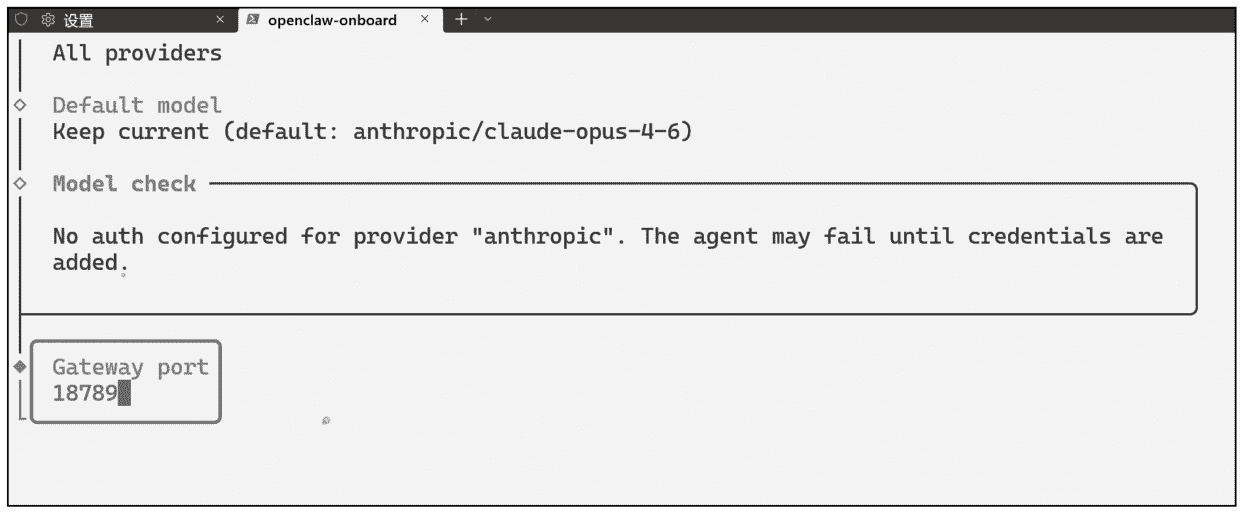 设置
openclaw-onboard
All providers
Default model
Keep current (default: anthropic/claude-opus-4-6)
Model check
No auth configured for provider "anthropic". The agent may fail until credentials are
added.
Gateway port
18789